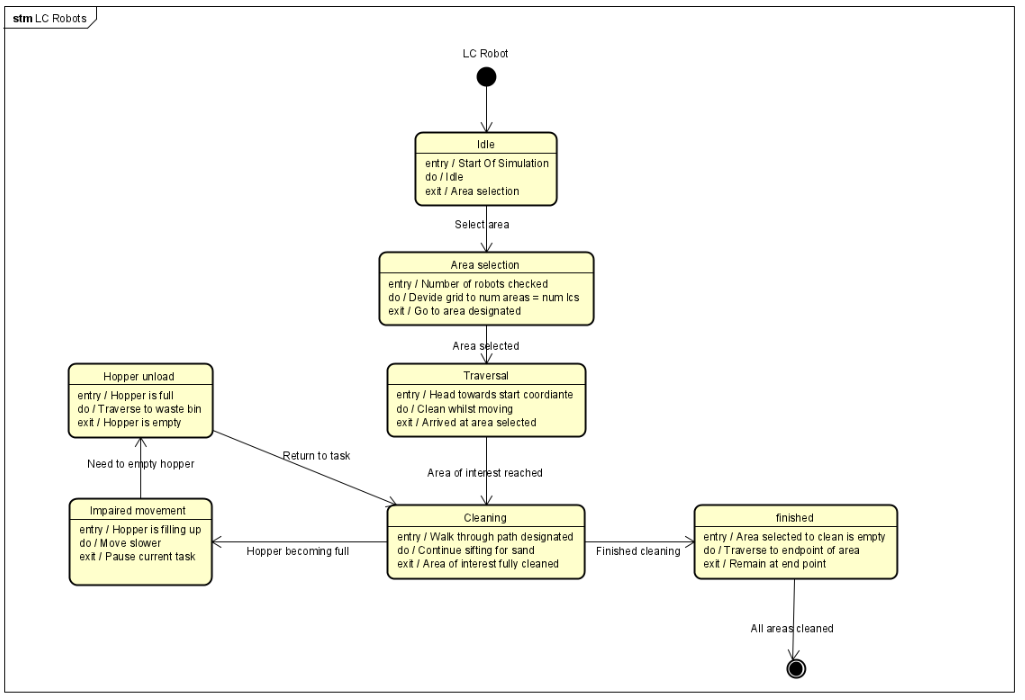 stm LC Robots
LC Robot
Idle
entry / Start Of Simulation
do / Idle
exit / Area selection
Select area
Area selection
entry / Number of robots checked
do / Devide grid to num areas = num lcs
exit / Go to area designated
Area selected
Traversal
entry / Head towards start coordiante
do / Clean whilst moving
exit / Arrived at area selected
Area of interest reached
Hopper unload
entry / Hopper is full
do / Traverse to waste bin
exit / Hopper is empty
Return to task
Need to empty hopper
Impaired movement
entry / Hopper is filling up
do / Move slower
exit / Pause current task
Hopper becoming full
Cleaning
entry / Walk through path designated
do / Continue sifting for sand
exit / Area of interest fully cleaned
Finished cleaning
finished
entry / Area selected to clean is empty
do / Traverse to endpoint of area
exit / Remain at end point
All areas cleaned